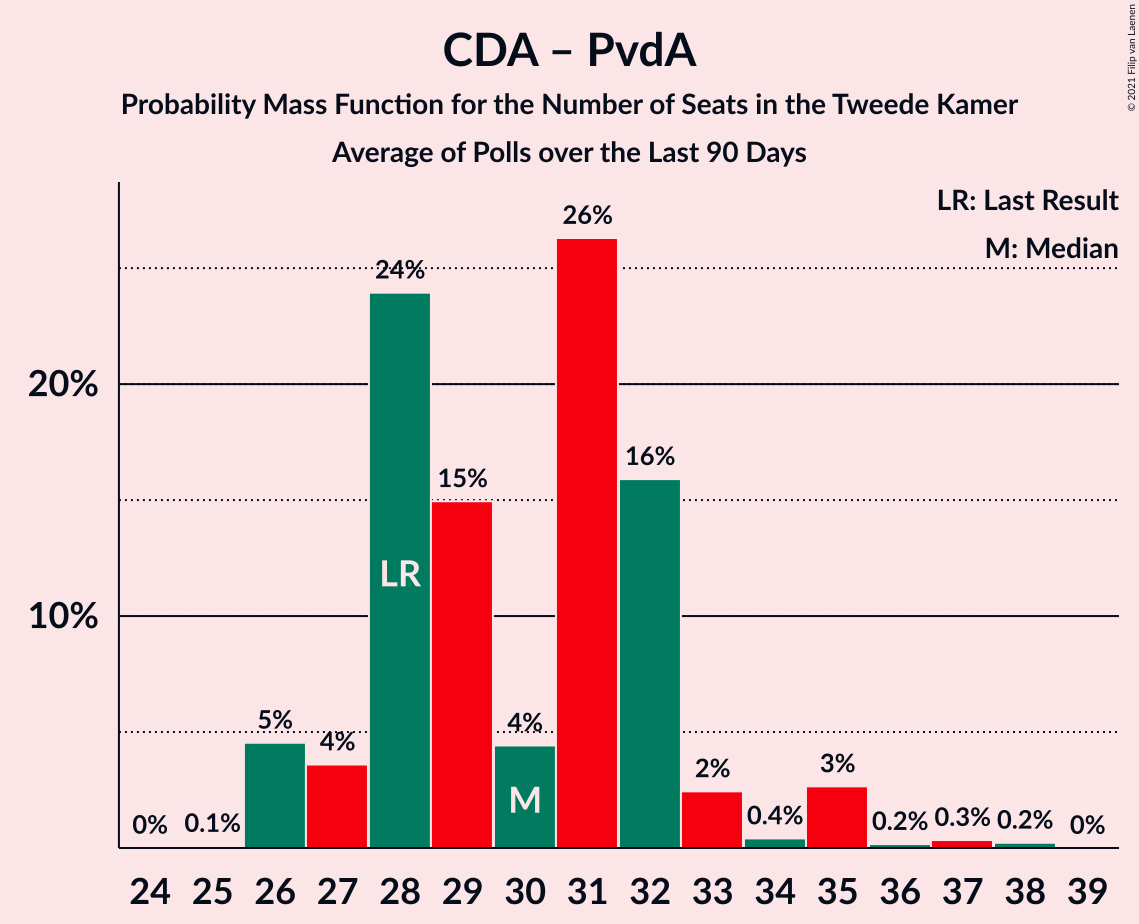 CDA – PvdA
Probability Mass Function for the Number of Seats in the Tweede Kamer
Average of Polls over the Last 90 Days
© 2021 Filip van Laenen
LR: Last Result
M: Median
26%
24%
20%
16%
15%
LR
10%
5%
4%
4%
3%
2%
M
0%
0.1%
0.4%
0.2%
0.3%
0.2%
0%
24 25 26 27 28 29 30 31 32 33 34 35 36 37 38 39